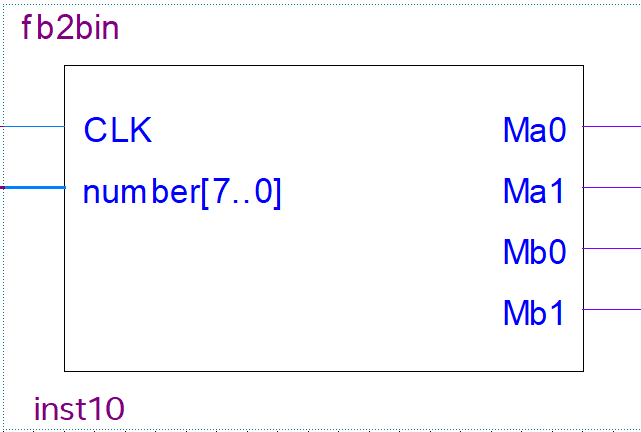 fb2bin
CLK Ma0
number[7..0] Ma1
Mb0
Mb1
inst10